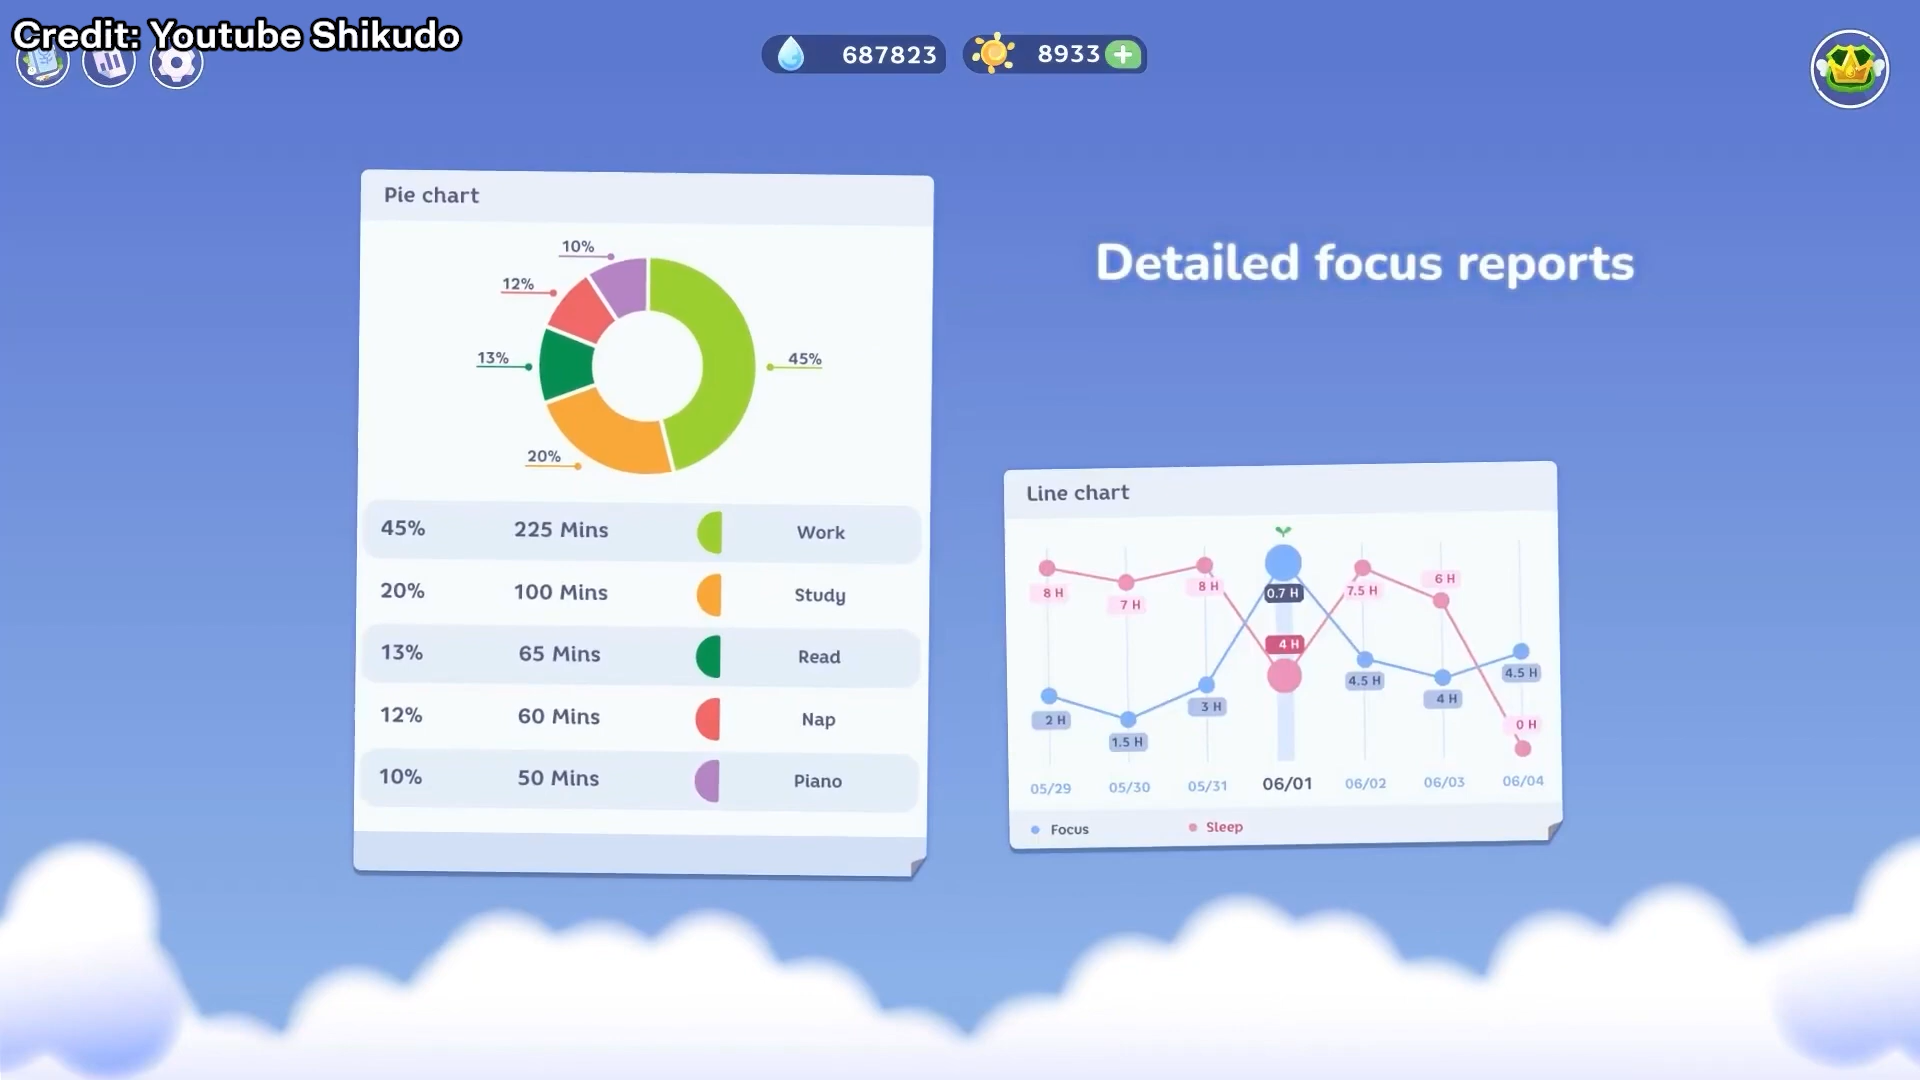 Credit: Youtube Shikudo
687823
8933
Pie chart
10%
12%
13%
45%
20%
45% 225 Mins Work
20% 100 Mins Study
13% 65 Mins Read
12% 60 Mins Nap
10% 50 Mins Piano
Detailed focus reports
Line chart
8 H
7 H
8 H
0.7 H
4 H
7.5 H
6 H
2 H
1.5 H
3 H
4.5 H
4 H
4.5 H
0 H
05/29 05/30 05/31 06/01 06/02 06/03 06/04
Focus Sleep